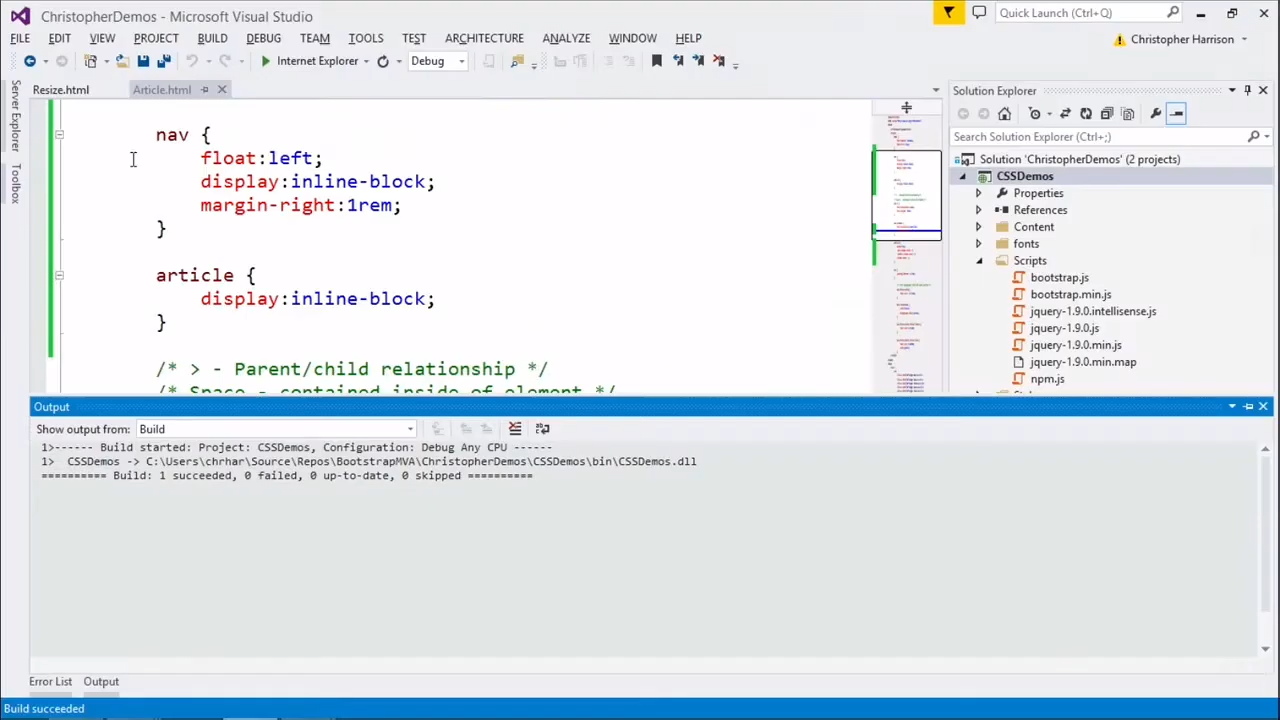 ChristopherDemos - Microsoft Visual Studio
Quick Launch (Ctrl+Q)
FILE EDIT VIEW PROJECT BUILD DEBUG TEAM TOOLS TEST ARCHITECTURE ANALYZE WINDOW HELP
Christopher Harrison
Internet Explorer
Debug
Server Explorer
Toolbox
Resize.html
Article.html
nav {
float:left;
display:inline-block;
margin-right:1rem;
}
article {
display:inline-block;
}
/* > - Parent/child relationship */
/* Space - contained inside of element */
Solution Explorer
Search Solution Explorer (Ctrl+;)
Solution 'ChristopherDemos' (2 projects)
CSSDemos
Properties
References
Content
fonts
Scripts
bootstrap.js
bootstrap.min.js
jquery-1.9.0.intellisense.js
jquery-1.9.0.js
jquery-1.9.0.min.js
jquery-1.9.0.min.map
npm.js
Output
Show output from: Build
1>------ Build started: Project: CSSDemos, Configuration: Debug Any CPU ------
1>  CSSDemos -> C:\Users\chrhar\Source\Repos\BootstrapMVA\ChristopherDemos\CSSDemos\bin\CSSDemos.dll
========== Build: 1 succeeded, 0 failed, 0 up-to-date, 0 skipped ==========
Error List
Output
Build succeeded